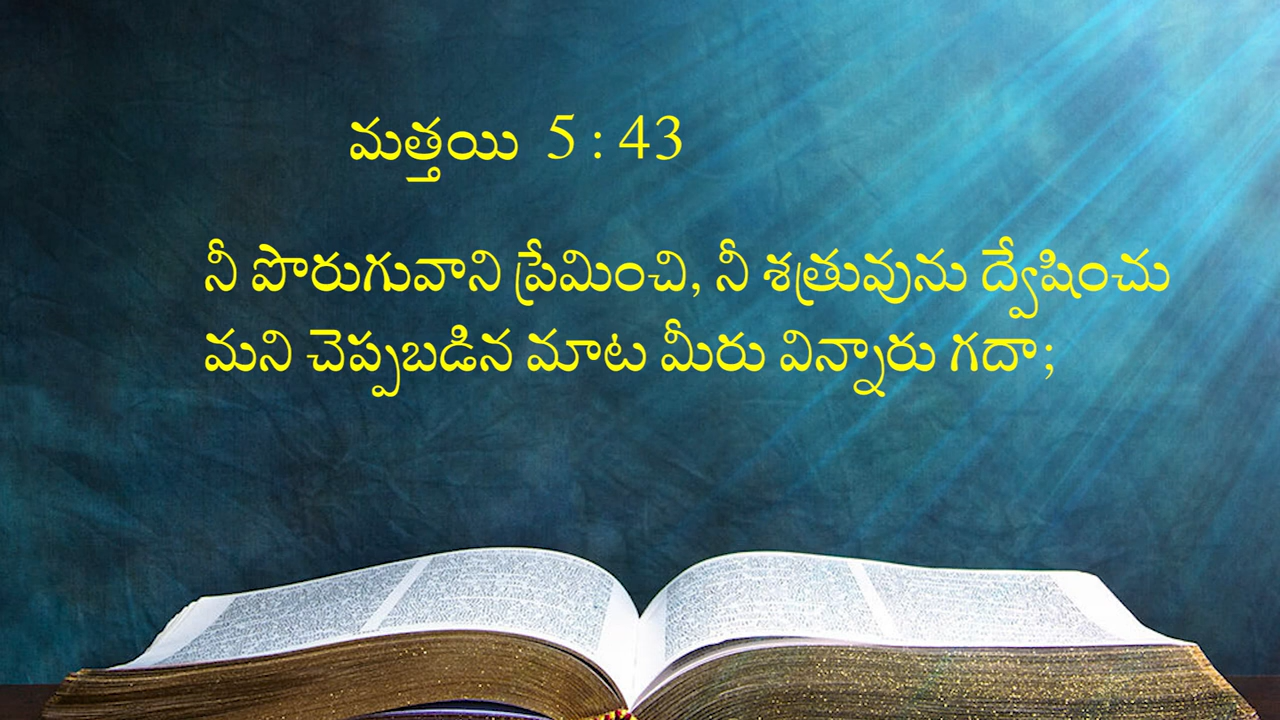 మత్తయి 5 : 43
నీ పొరుగువాని ప్రేమించి, నీ శత్రువును ద్వేషించు
మని చెప్పబడిన మాట మీరు విన్నారు గదా;